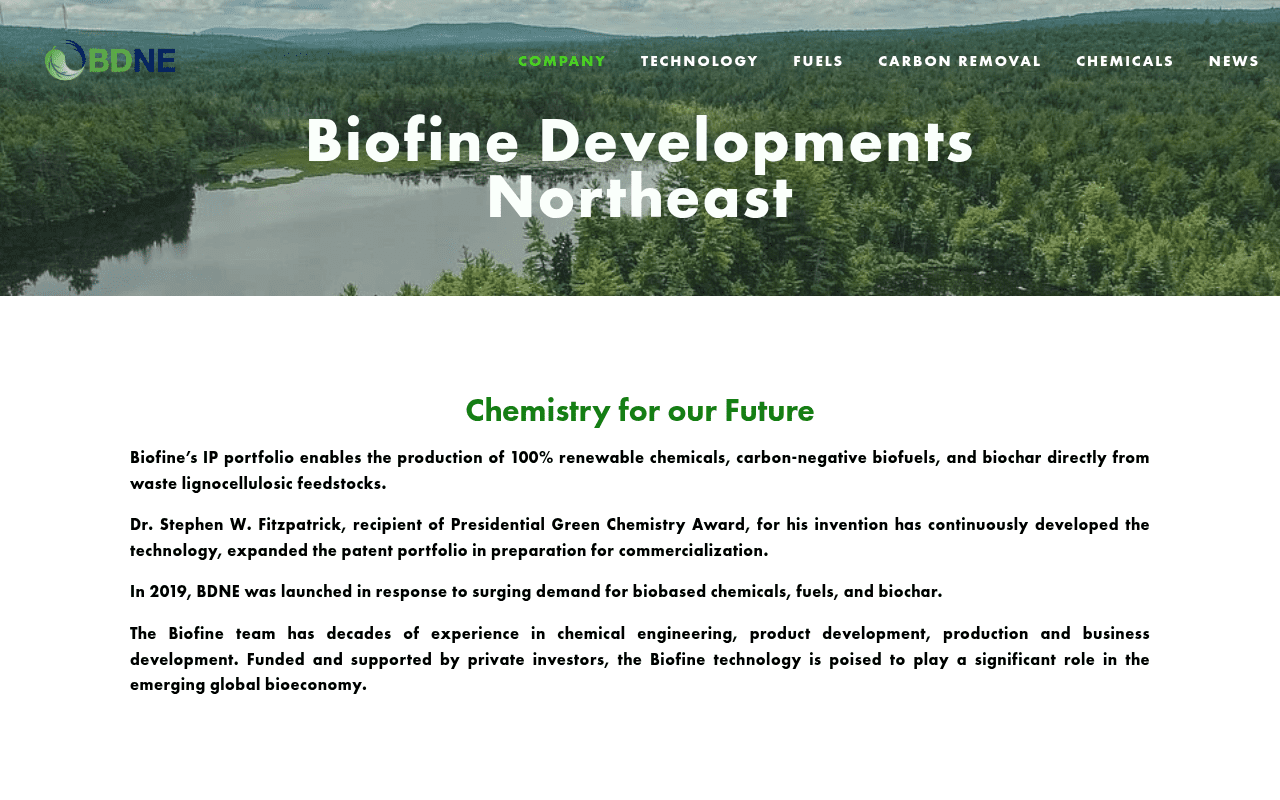 BDNE
COMPANY TECHNOLOGY FUELS CARBON REMOVAL CHEMICALS NEWS
Biofine Developments
Northeast
Chemistry for our Future
Biofine’s IP portfolio enables the production of 100% renewable chemicals, carbon-negative biofuels, and biochar directly from
waste lignocellulosic feedstocks.
Dr. Stephen W. Fitzpatrick, recipient of Presidential Green Chemistry Award, for his invention has continuously developed the
technology, expanded the patent portfolio in preparation for commercialization.
In 2019, BDNE was launched in response to surging demand for biobased chemicals, fuels, and biochar.
The Biofine team has decades of experience in chemical engineering, product development, production and business
development. Funded and supported by private investors, the Biofine technology is poised to play a significant role in the
emerging global bioeconomy.